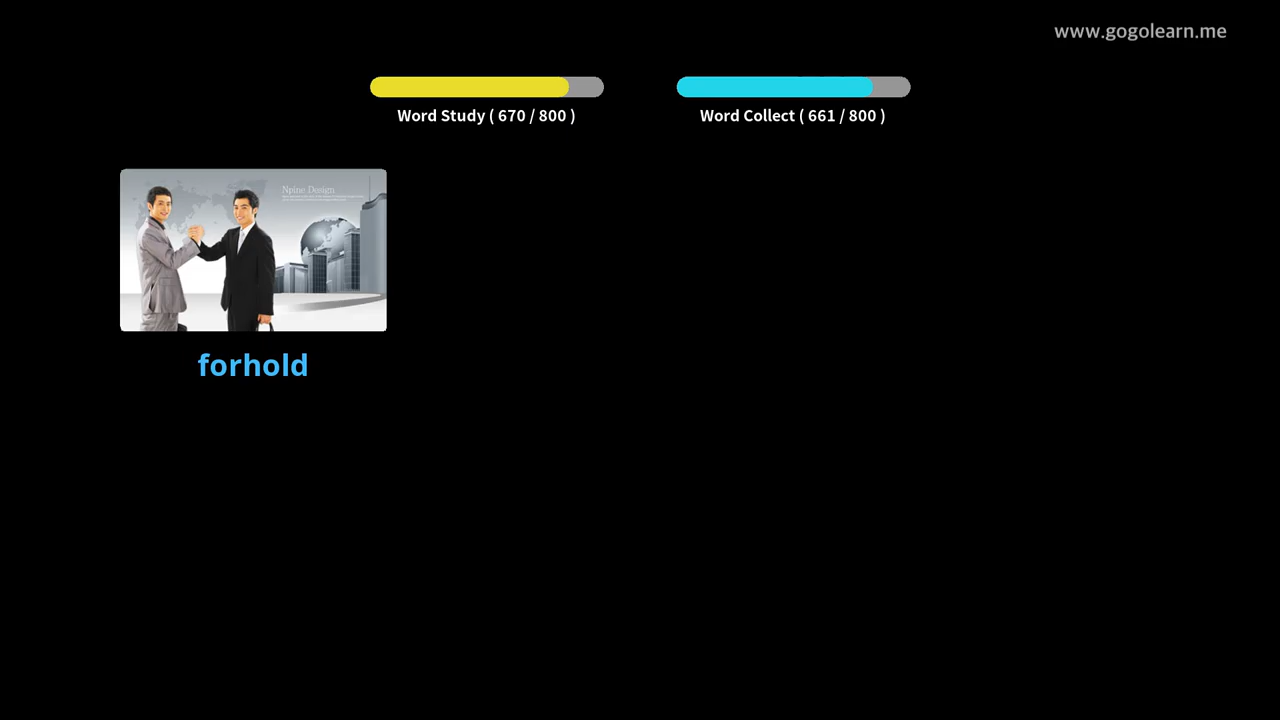 www.gogolearn.me
Word Study ( 670 / 800 )
Word Collect ( 661 / 800 )
Npine Design
forhold